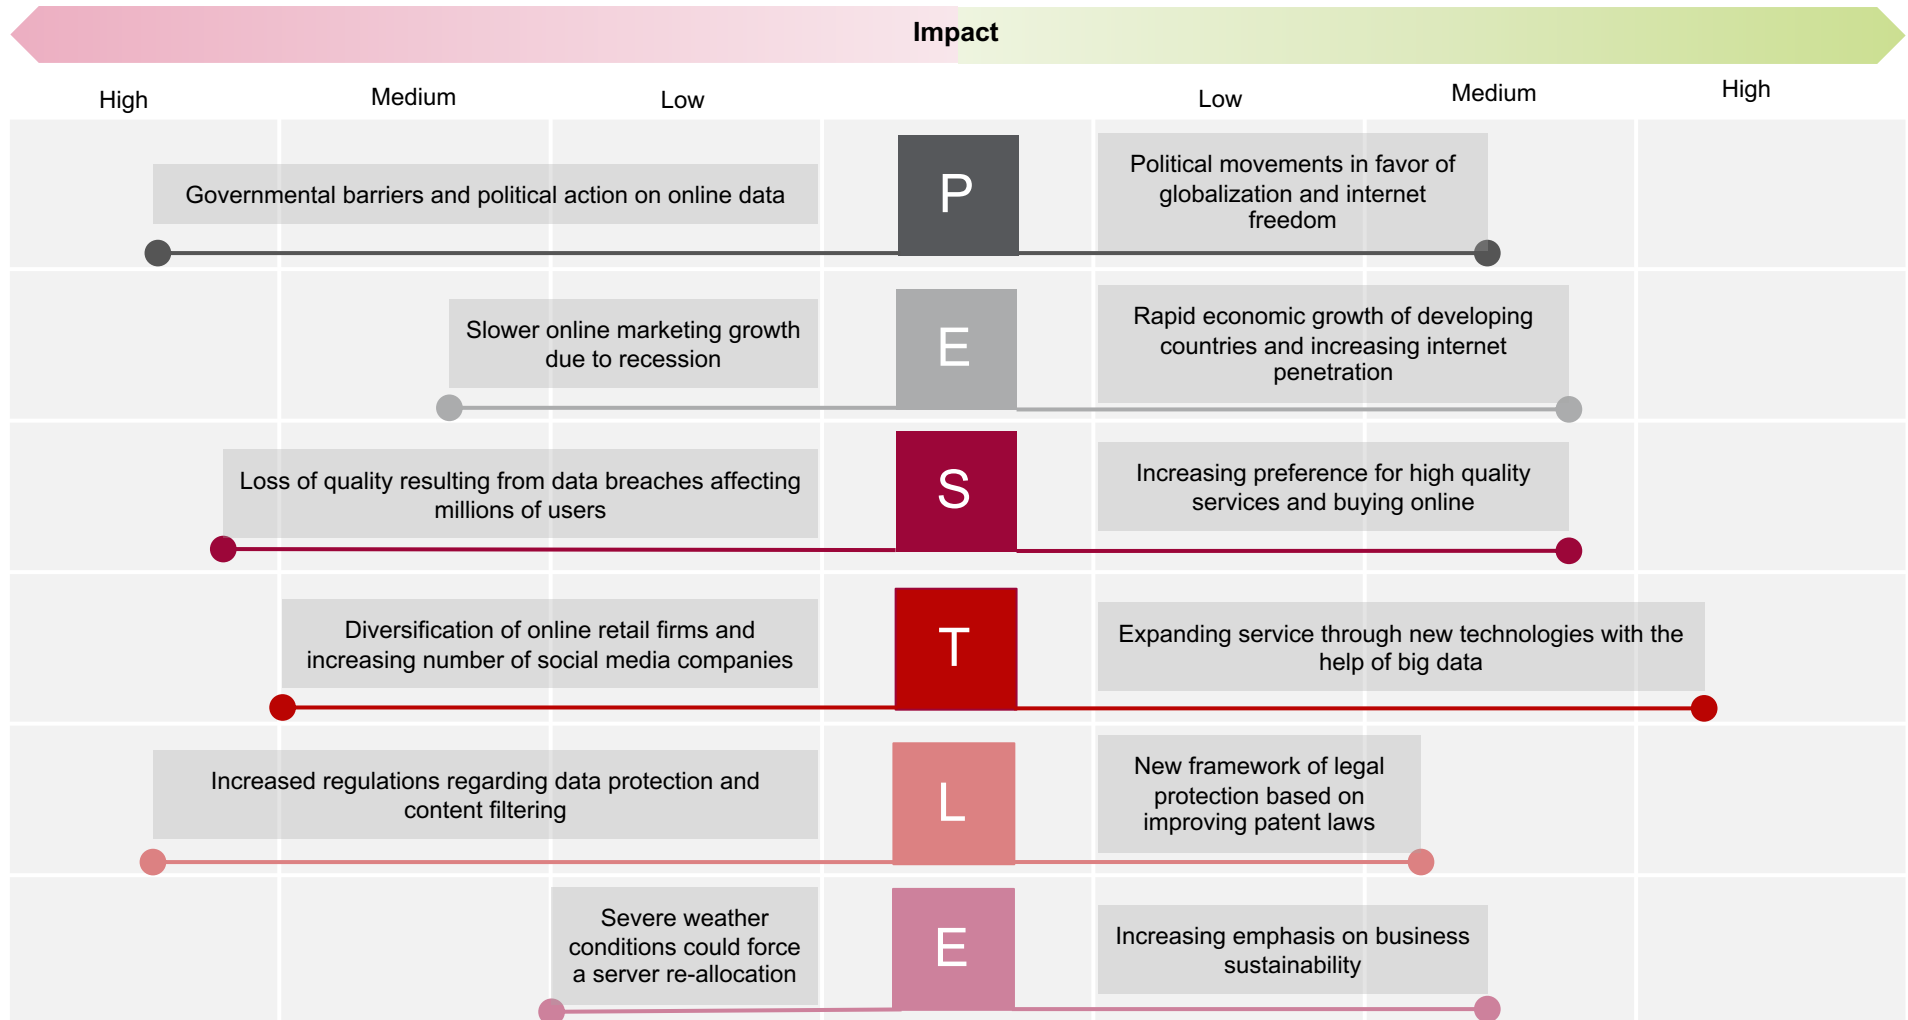 Impact
High
Medium
Low
Low
Medium
High
Governmental barriers and political action on online data
P
Political movements in favor of
globalization and internet
freedom
Slower online marketing growth
due to recession
E
Rapid economic growth of developing
countries and increasing internet
penetration
Loss of quality resulting from data breaches affecting
millions of users
S
Increasing preference for high quality
services and buying online
Diversification of online retail firms and
increasing number of social media companies
T
Expanding service through new technologies with the
help of big data
Increased regulations regarding data protection and
content filtering
L
New framework of legal
protection based on
improving patent laws
Severe weather
conditions could force
a server re-allocation
E
Increasing emphasis on business
sustainability